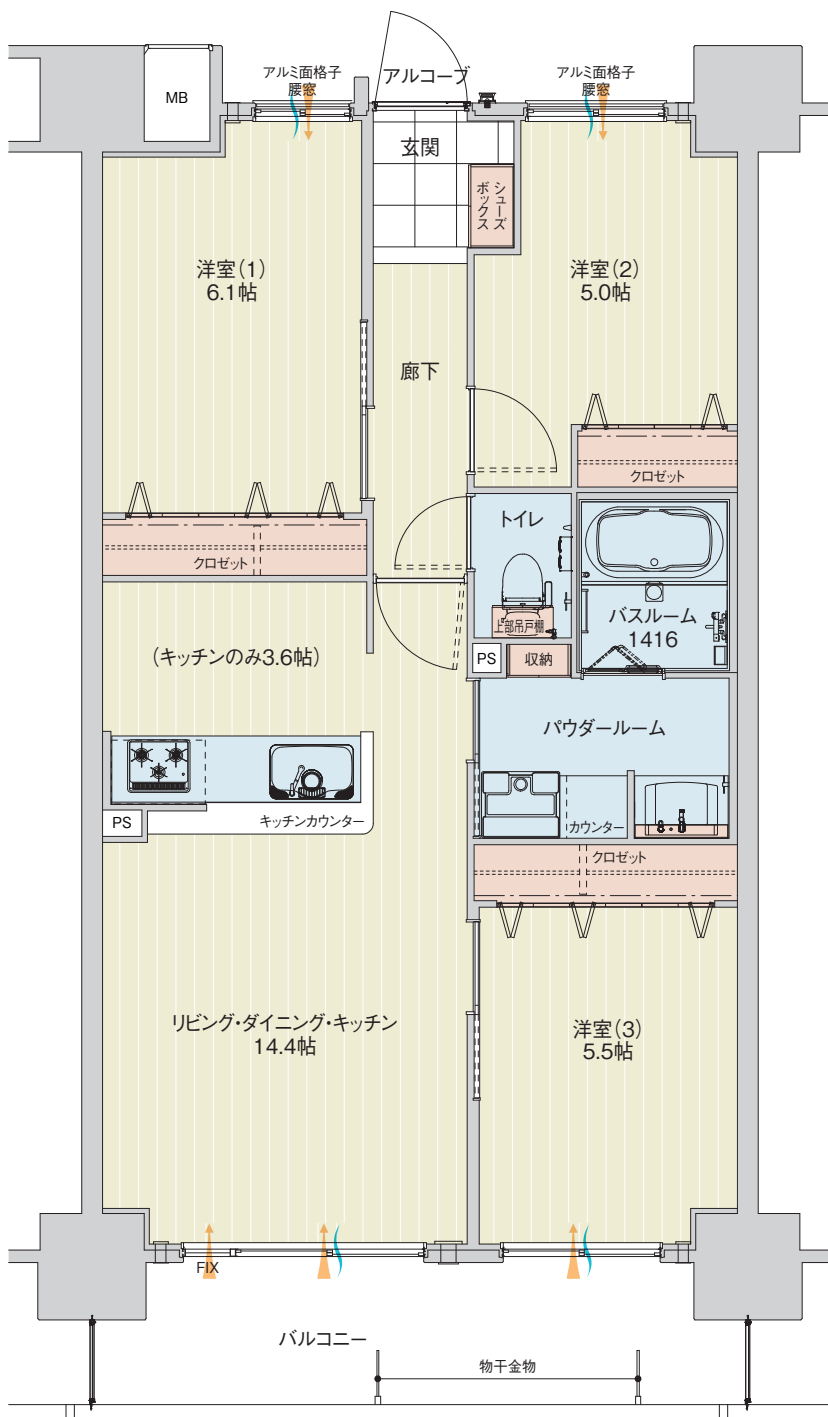 アルミ面格子
腰窓
アルコーブ
アルミ面格子
腰窓
MB
玄関
シューズ
ボックス
洋室(1)
6.1帖
洋室(2)
5.0帖
廊下
クロゼット
トイレ
クロゼット
上部吊戸棚
バスルーム
1416
(キッチンのみ3.6帖)
PS
収納
パウダールーム
PS
キッチンカウンター
カウンター
クロゼット
リビング・ダイニング・キッチン
14.4帖
洋室(3)
5.5帖
FIX
バルコニー
物干金物